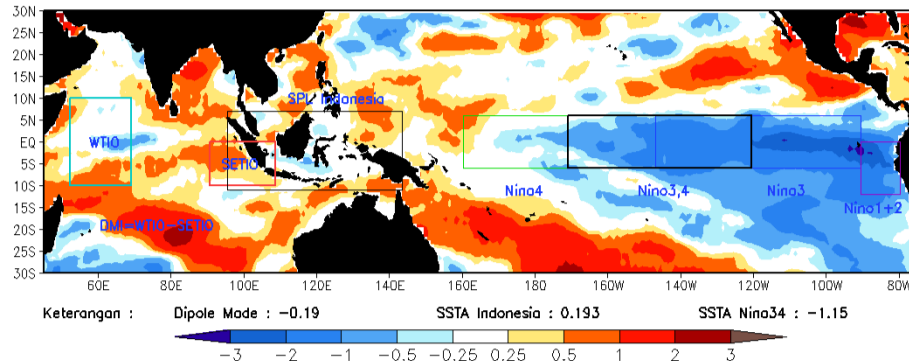 30N
25N
20N
15N
10N
5N
EQ
5S
10S
15S
20S
25S
30S
SPL Indonesia
WTIO
SETIO
Nino4
Nino3,4
Nino3
Nino1+2
DMI=WTIO-SETIO
60E 80E 100E 120E 140E 160E 180 160W 140W 120W 100W 80W
Keterangan : Dipole Mode : -0.19 SSTA Indonesia : 0.193 SSTA Nino34 : -1.15
-3 -2 -1 -0.5 -0.25 0.25 0.5 1 2 3